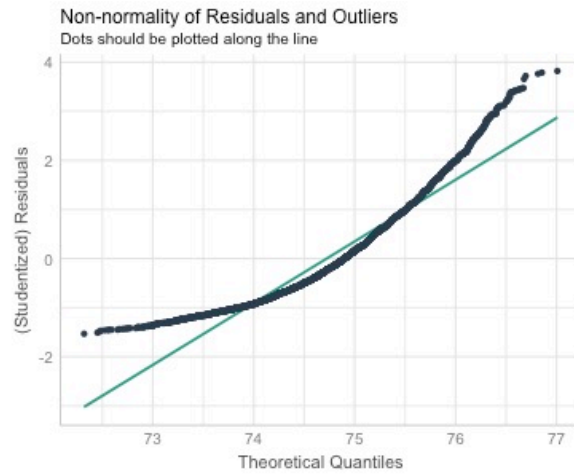 Non-normality of Residuals and Outliers
Dots should be plotted along the line
4
2
0
-2
(Studentized) Residuals
73 74 75 76 77
Theoretical Quantiles